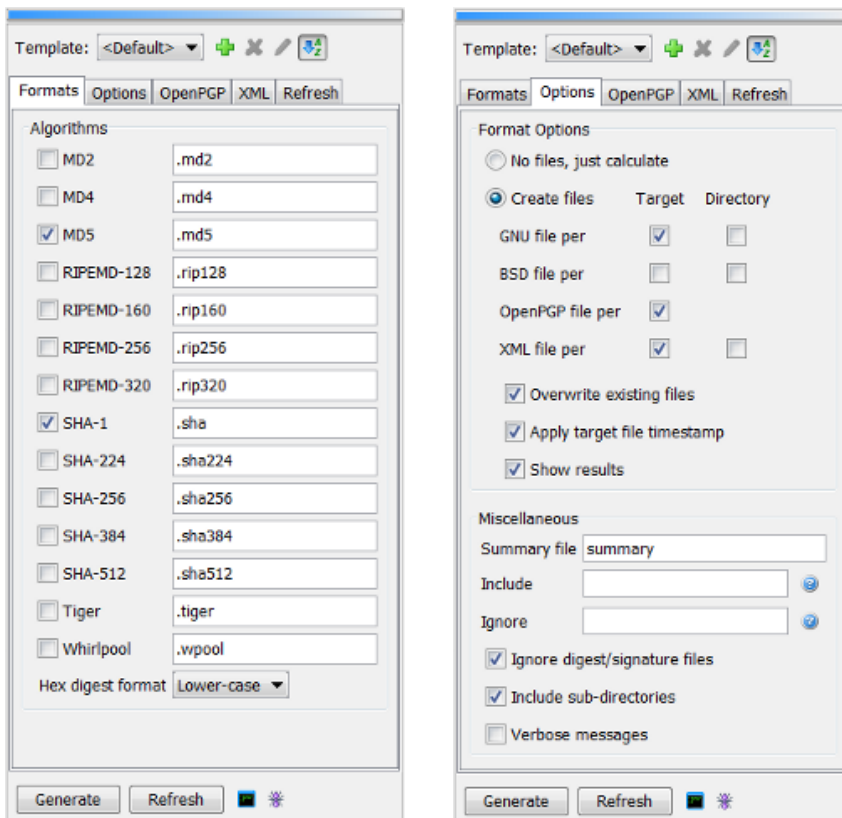 Template: <Default>
Formats Options OpenPGP XML Refresh
Algorithms
MD2 .md2
MD4 .md4
MD5 .md5
RIPEMD-128 .rip128
RIPEMD-160 .rip160
RIPEMD-256 .rip256
RIPEMD-320 .rip320
SHA-1 .sha
SHA-224 .sha224
SHA-256 .sha256
SHA-384 .sha384
SHA-512 .sha512
Tiger .tiger
Whirlpool .wpool
Hex digest format Lower-case
Generate Refresh
Template: <Default>
Formats Options OpenPGP XML Refresh
Format Options
No files, just calculate
Create files Target Directory
GNU file per
BSD file per
OpenPGP file per
XML file per
Overwrite existing files
Apply target file timestamp
Show results
Miscellaneous
Summary file summary
Include
Ignore
Ignore digest/signature files
Include sub-directories
Verbose messages
Generate Refresh